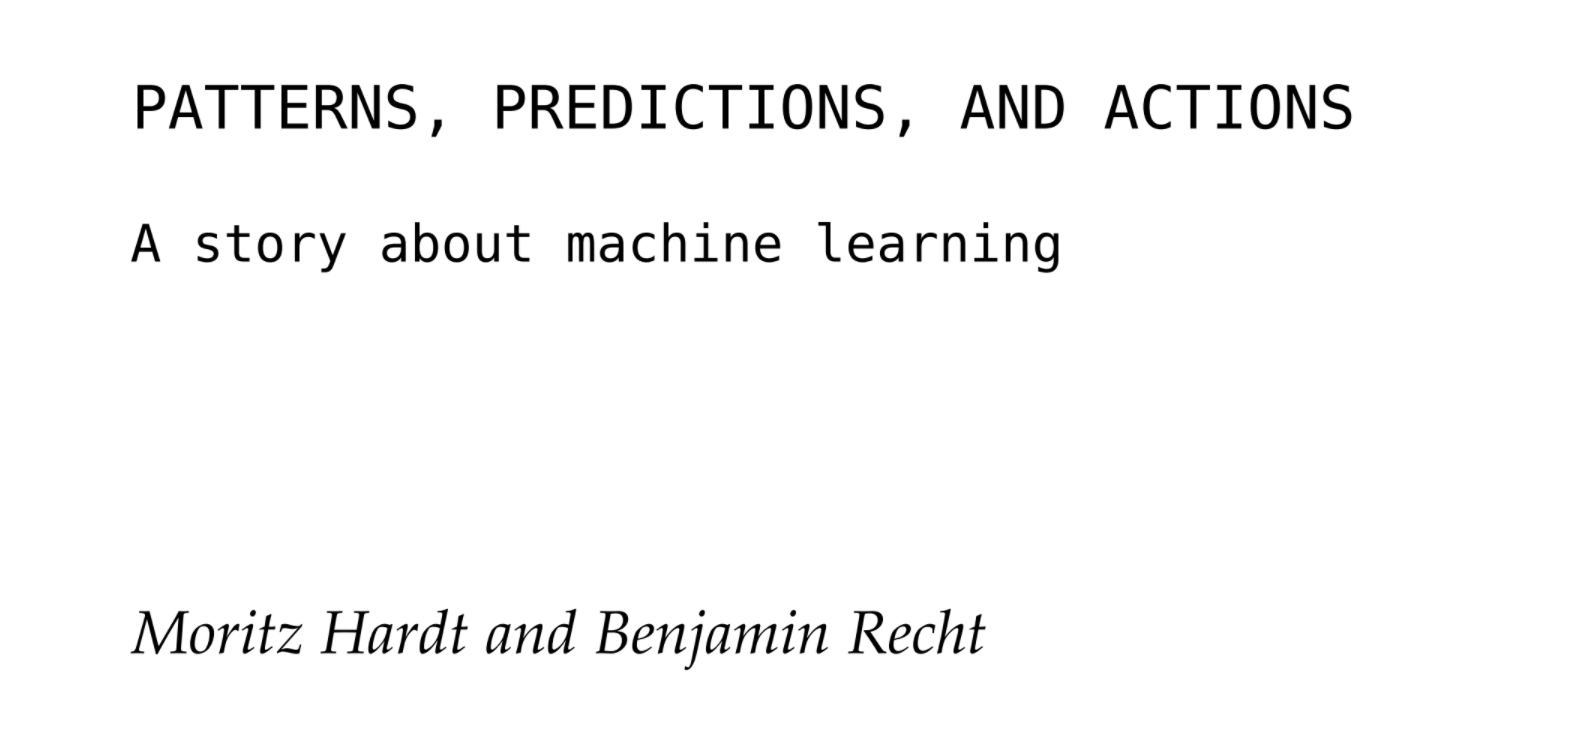 PATTERNS, PREDICTIONS, AND ACTIONS
A story about machine learning
Moritz Hardt and Benjamin Recht